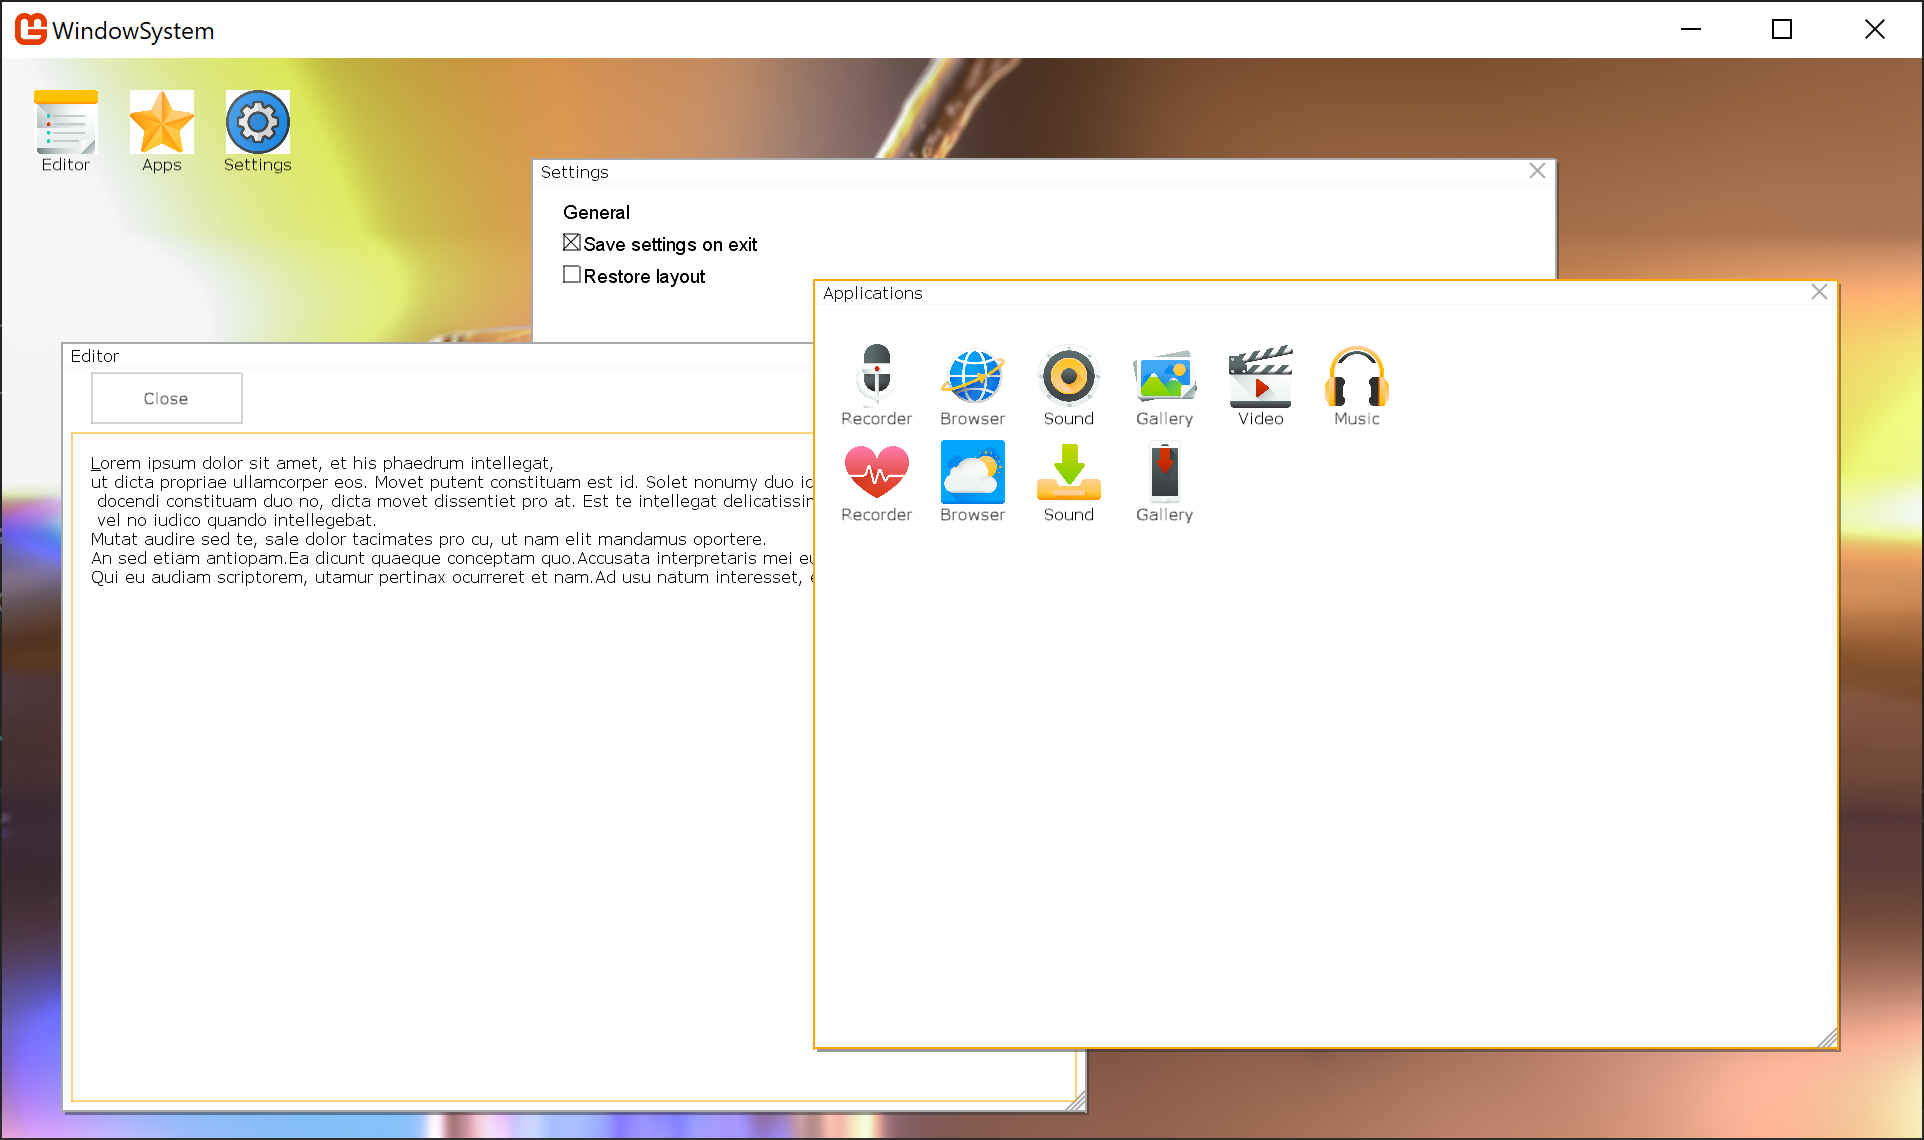 WindowSystem
Editor Apps Settings
Settings
General
Save settings on exit
Restore layout
Applications
Recorder Browser Sound Gallery Video Music
Recorder Browser Sound Gallery
Editor
Close
Lorem ipsum dolor sit amet, et his phaedrum intellegat,
ut dicta propriae ullamcorper eos. Movet putent constituam est id. Solet nonumy duo id
docendi constituam duo no, dicta movet dissentiet pro at. Est te intellegat
vel no iudico quando intellegebat.
Mutat audire sed te, sale dolor tacimates pro cu, ut nam elit mandamus oportere.
An sed etiam antiopam.Ea dicunt quaeque conceptam quo.Accusata interpretaris mei
Qui eu audiam scriptorem, utamur pertinax ocurreret et nam.Ad usu natum interesset,